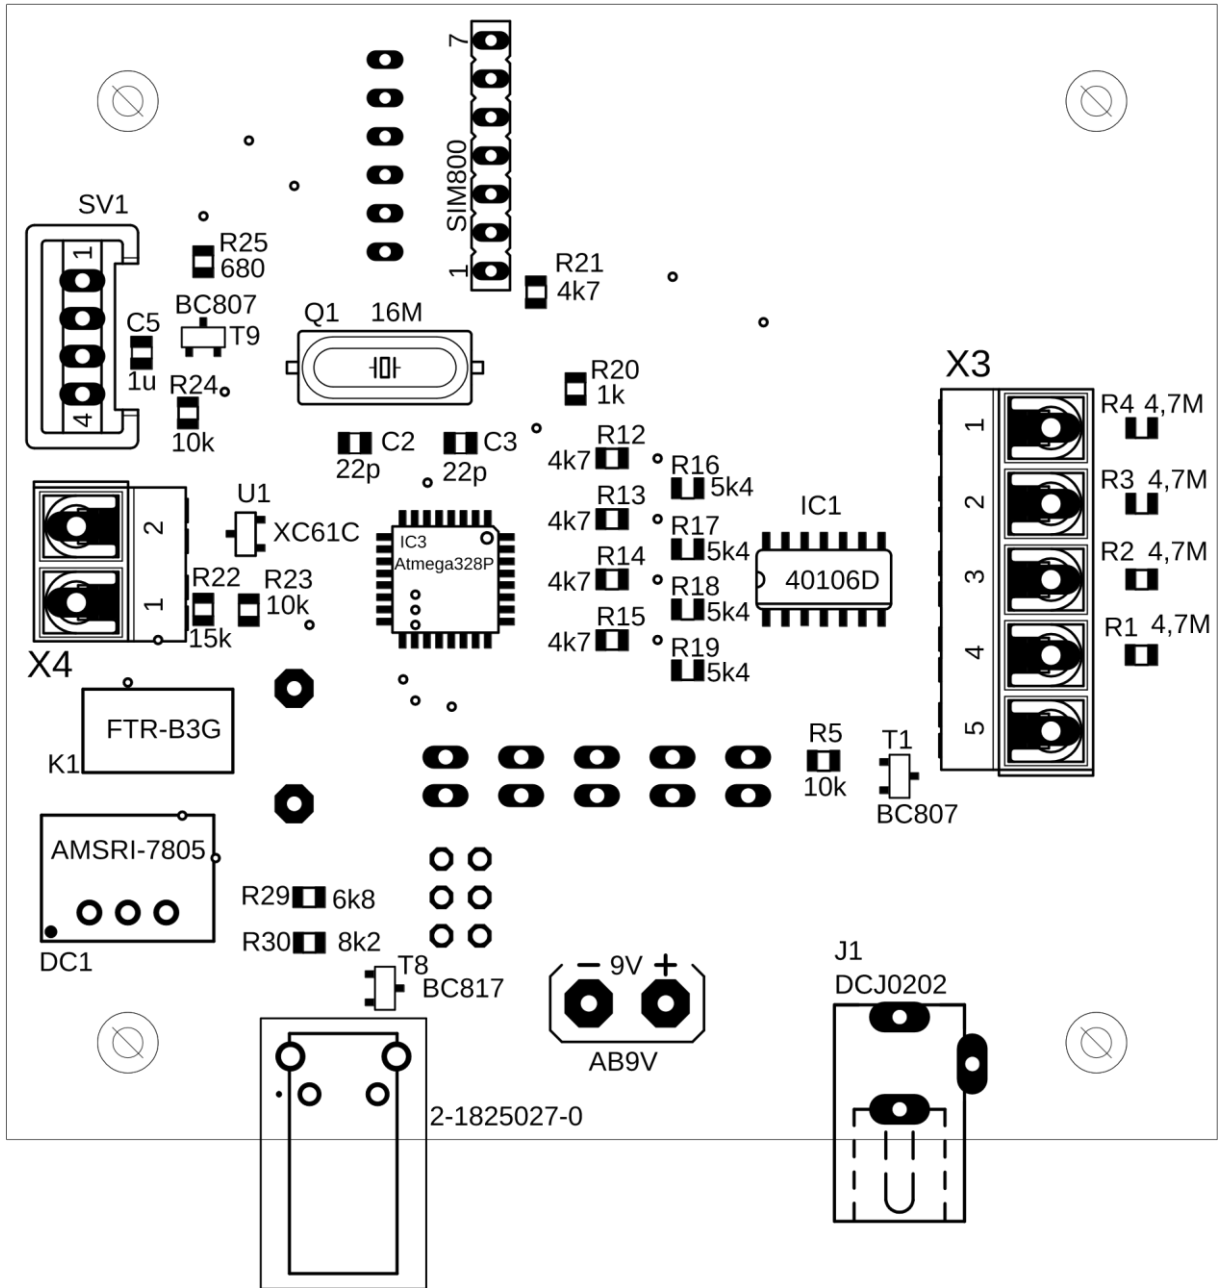 7
SIM800
1
SV1
1
4
R25
680
BC807
T9
C5
1u
R24
10k
Q1 16M
R21
4k7
R20
1k
C2
22p
C3
22p
R12
4k7
R13
4k7
R14
4k7
R15
4k7
R16
5k4
R17
5k4
R18
5k4
R19
5k4
IC1
40106D
X3
1
2
3
4
5
R4 4,7M
R3 4,7M
R2 4,7M
R1 4,7M
U1
XC61C
2
1
X4
R22
15k
R23
10k
IC3
Atmega328P
FTR-B3G
K1
R5
10k
T1
BC807
AMSRI-7805
DC1
R29 6k8
R30 8k2
T8
BC817
− 9V +
AB9V
J1
DCJ0202
2-1825027-0